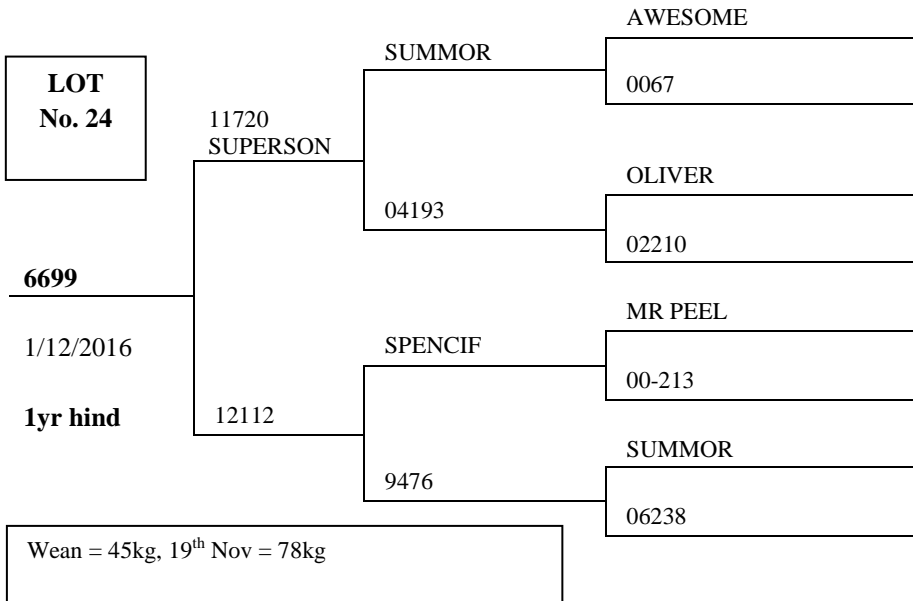 LOT
No. 24
6699
1/12/2016
1yr hind
11720
SUPERSON
12112
SUMMOR
04193
SPENCIF
9476
AWESOME
0067
OLIVER
02210
MR PEEL
00-213
SUMMOR
06238
Wean = 45kg, 19th Nov = 78kg